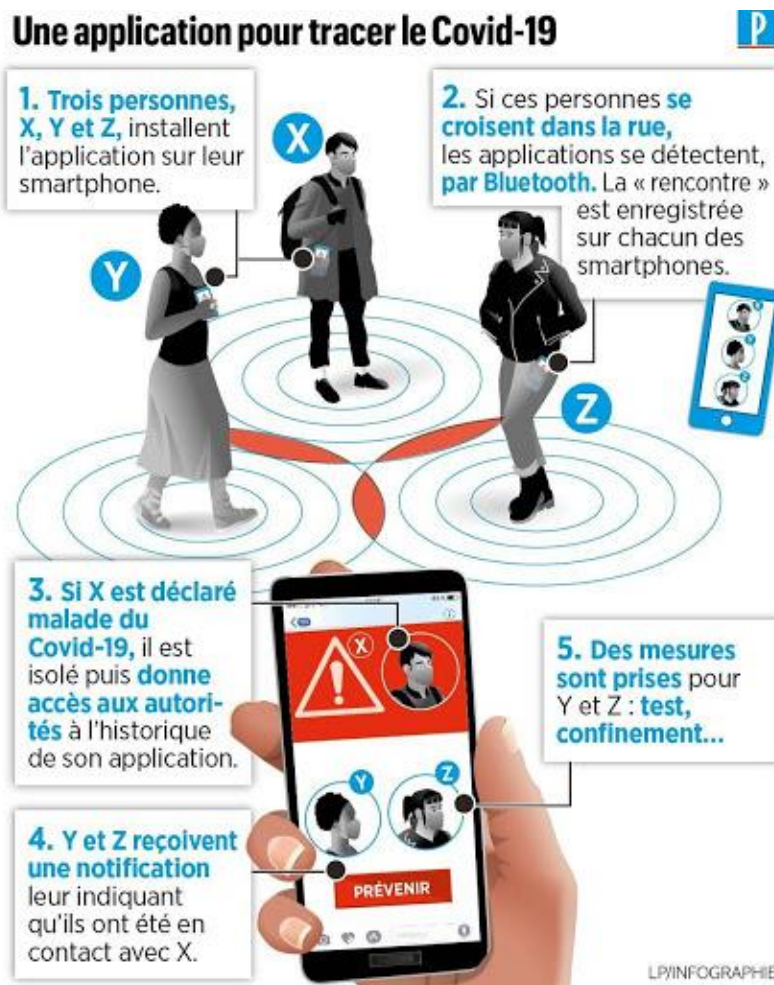 Une application pour tracer le Covid-19
P
1. Trois personnes,
X, Y et Z, installent
l'application sur leur
smartphone.
X
2. Si ces personnes se
croisent dans la rue,
les applications se détectent,
par Bluetooth. La « rencontre »
est enregistrée
sur chacun des
smartphones.
Y
Z
X
Y
Z
3. Si X est déclaré
malade du
Covid-19, il est
isolé puis donne
accès aux autori-
tés à l'historique
de son application.
X
5. Des mesures
sont prises pour
Y et Z : test,
confinement...
Y
Z
4. Y et Z reçoivent
une notification
leur indiquant
qu'ils ont été en
contact avec X.
PRÉVENIR
LP/INFOGRAPHIE